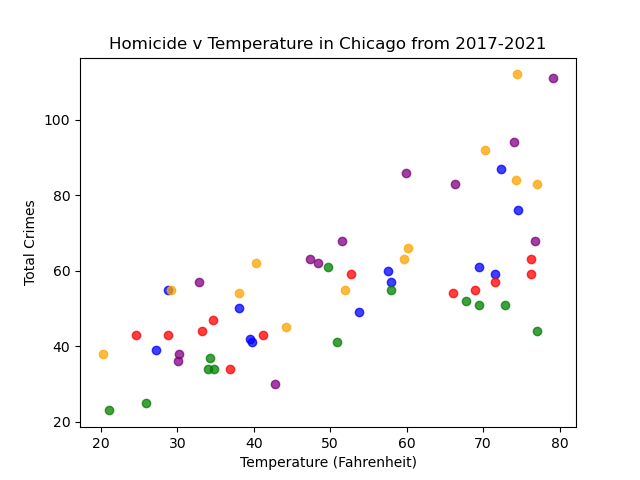 Homicide v Temperature in Chicago from 2017-2021
100
80
60
40
20
Total Crimes
20 30 40 50 60 70 80
Temperature (Fahrenheit)